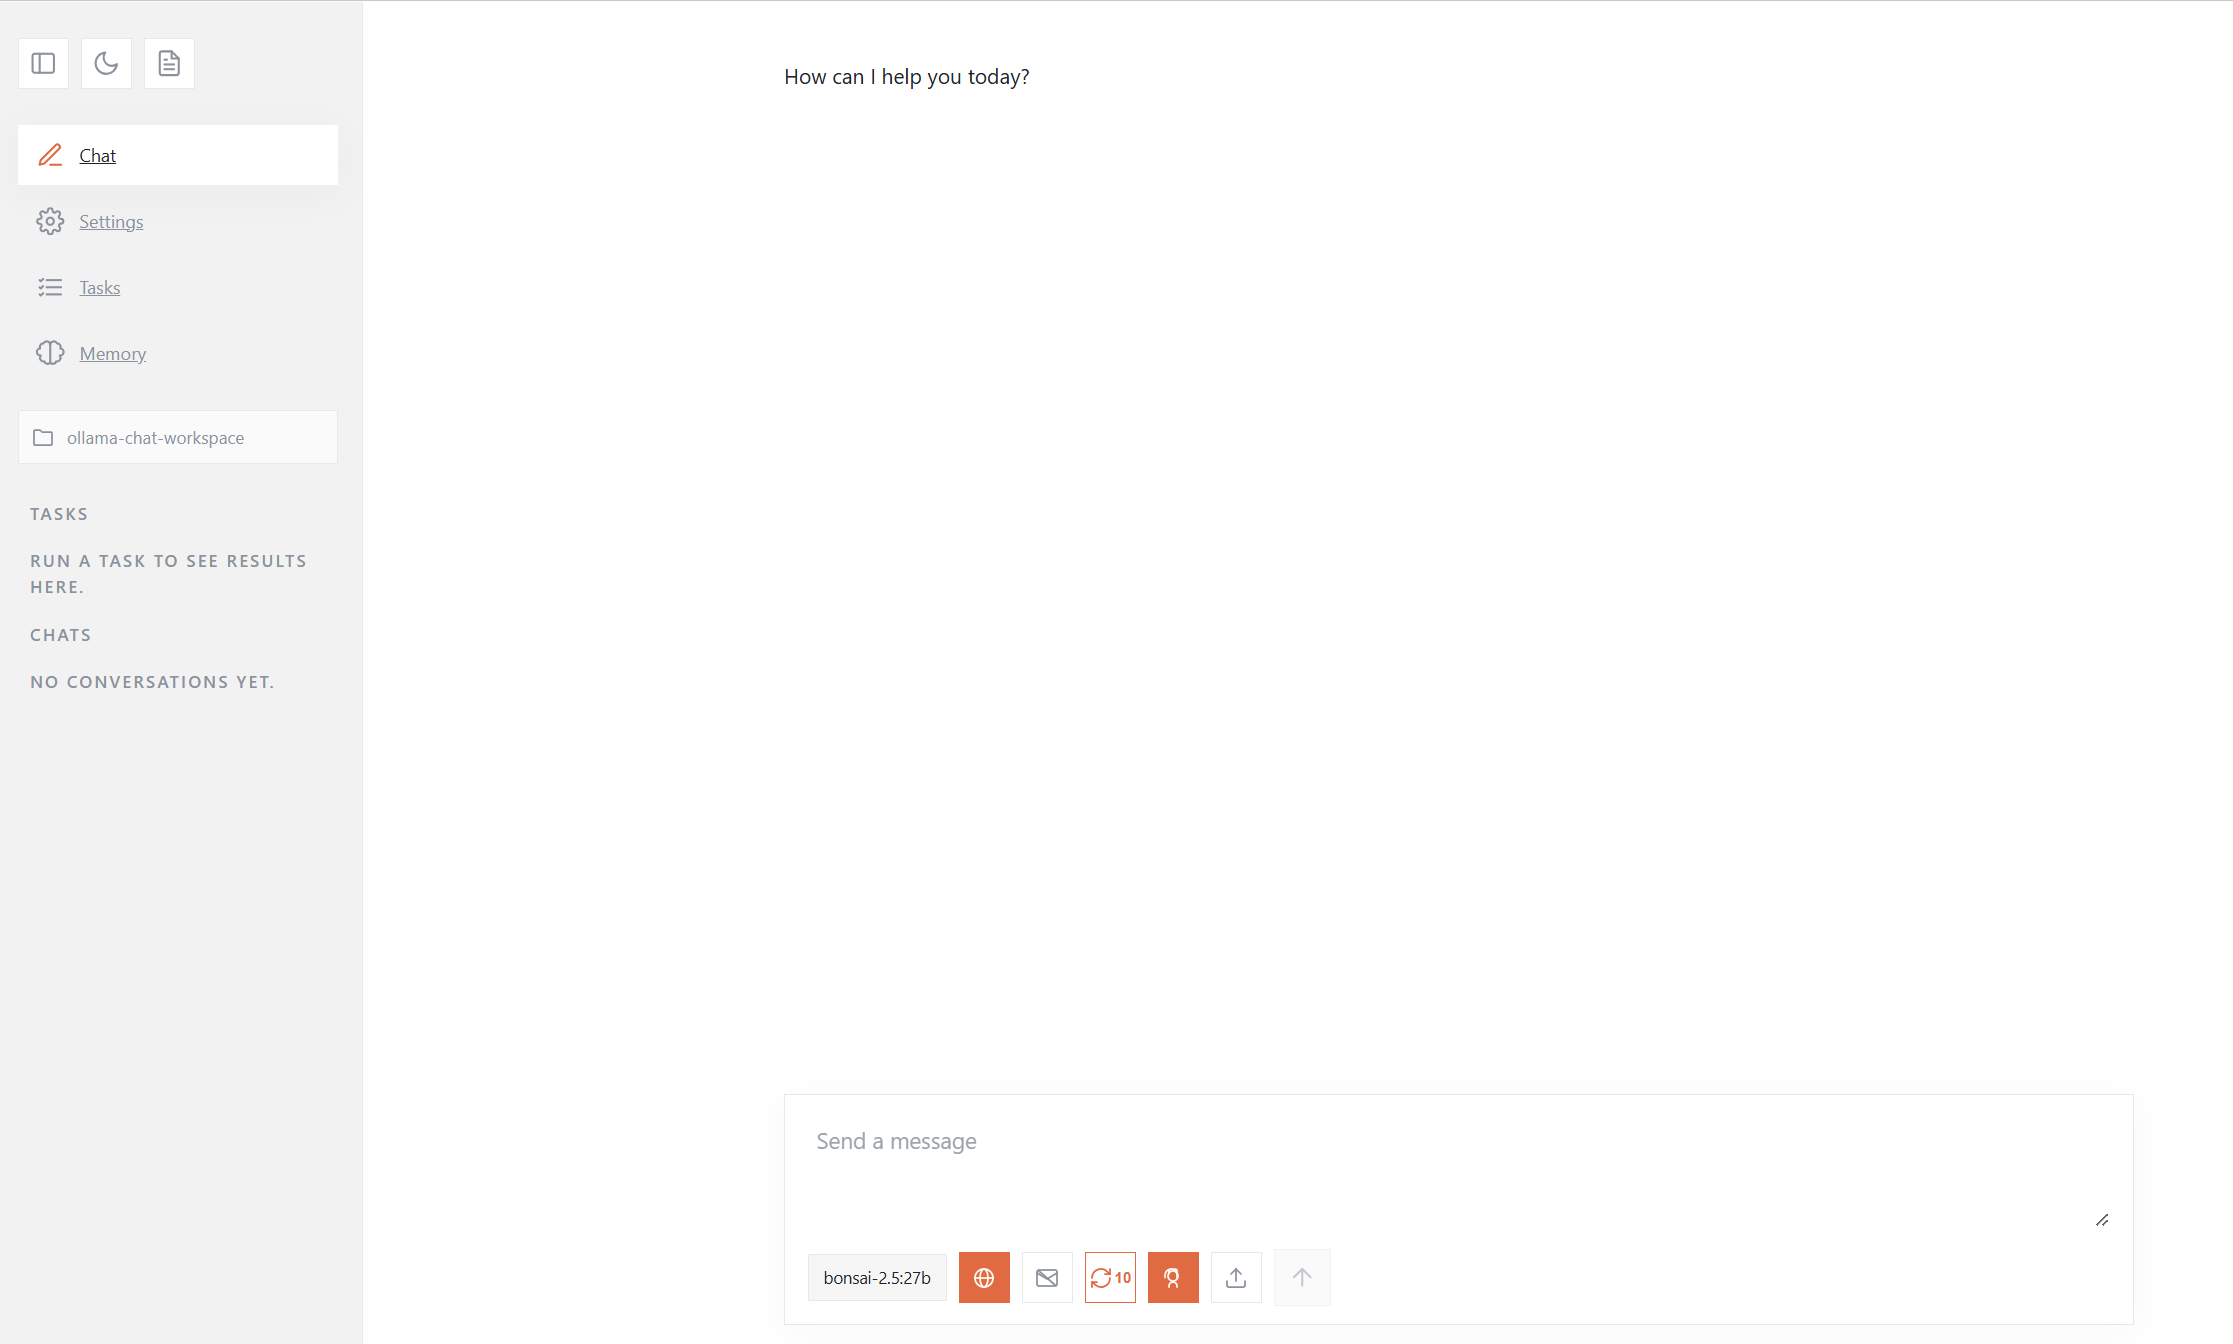 Chat
Settings
Tasks
Memory
ollama-chat-workspace
TASKS
RUN A TASK TO SEE RESULTS
HERE.
CHATS
NO CONVERSATIONS YET.
How can I help you today?
Send a message
bonsai-2.5:27b
10